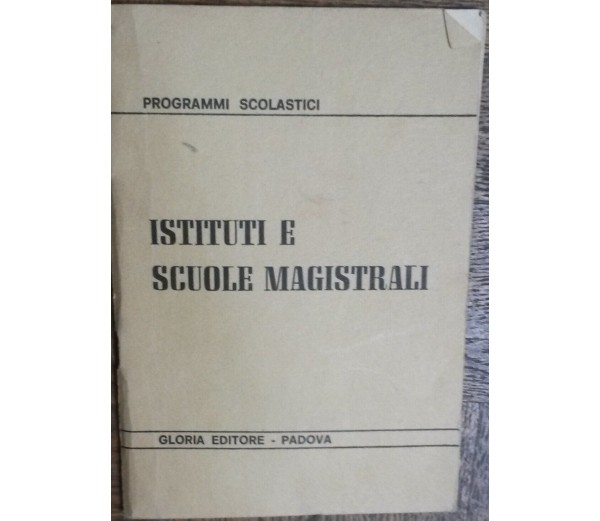 PROGRAMMI SCOLASTICI
ISTITUTI E
SCUOLE MAGISTRALI
GLORIA EDITORE - PADOVA